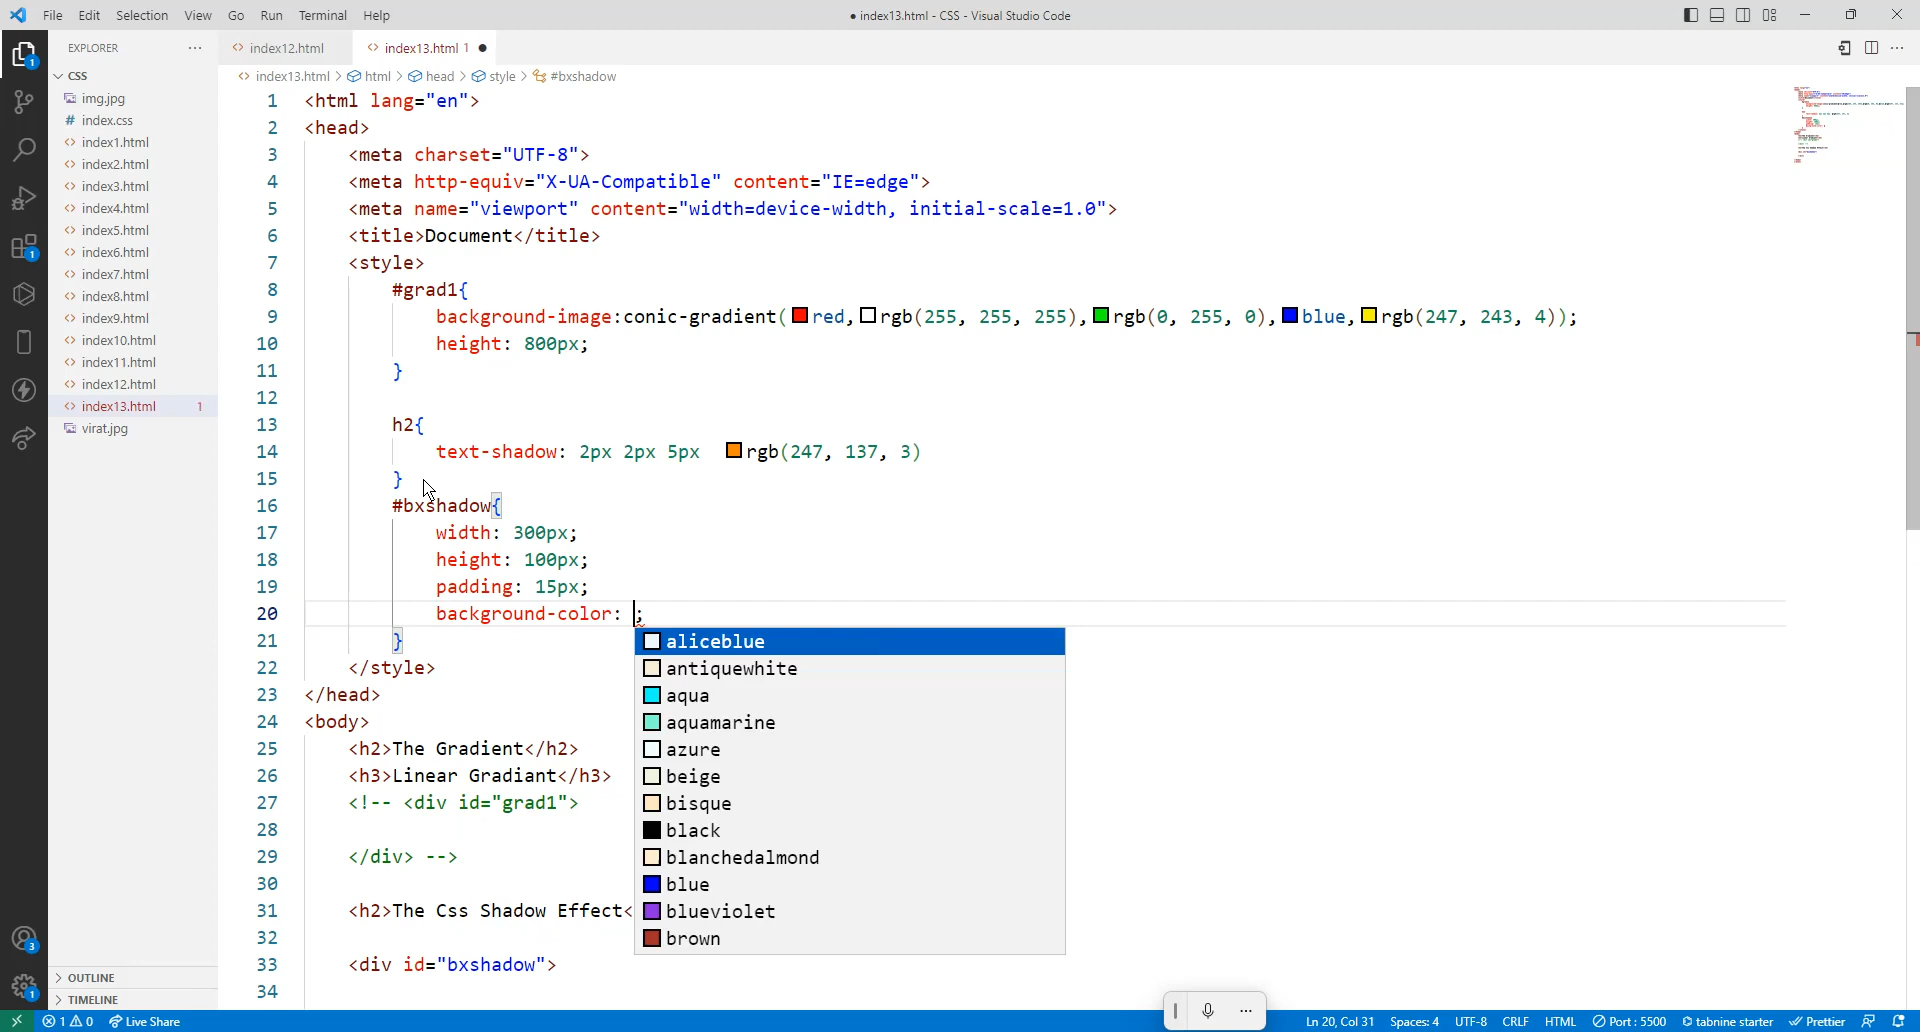 File Edit Selection View Go Run Terminal Help
● index13.html - CSS - Visual Studio Code
EXPLORER
CSS
img.jpg
# index.css
index1.html
index2.html
index3.html
index4.html
index5.html
index6.html
index7.html
index8.html
index9.html
index10.html
index11.html
index12.html
index13.html 1
virat.jpg
OUTLINE
TIMELINE
1
1
3
1
index12.html index13.html 1 ●
index13.html > html > head > style > #bxshadow
1 <html lang="en">
2 <head>
3 <meta charset="UTF-8">
4 <meta http-equiv="X-UA-Compatible" content="IE=edge">
5 <meta name="viewport" content="width=device-width, initial-scale=1.0">
6 <title>Document</title>
7 <style>
8 #grad1{
9 background-image:conic-gradient(red,rgb(255, 255, 255),rgb(0, 255, 0),blue,rgb(247, 243, 4));
10 height: 800px;
11 }
12
13 h2{
14 text-shadow: 2px 2px 5px rgb(247, 137, 3)
15 }
16 #bxshadow{
17 width: 300px;
18 height: 100px;
19 padding: 15px;
20 background-color: ;
21 }
22 </style>
23 </head>
24 <body>
25 <h2>The Gradient</h2>
26 <h3>Linear Gradiant</h3>
27 <!-- <div id="grad1">
28
29 </div> -->
30
31 <h2>The Css Shadow Effect<
32
33 <div id="bxshadow">
34
aliceblue
antiquewhite
aqua
aquamarine
azure
beige
bisque
black
blanchedalmond
blue
blueviolet
brown
1 0 Live Share
Ln 20, Col 31 Spaces: 4 UTF-8 CRLF HTML Port : 5500 tabnine starter Prettier